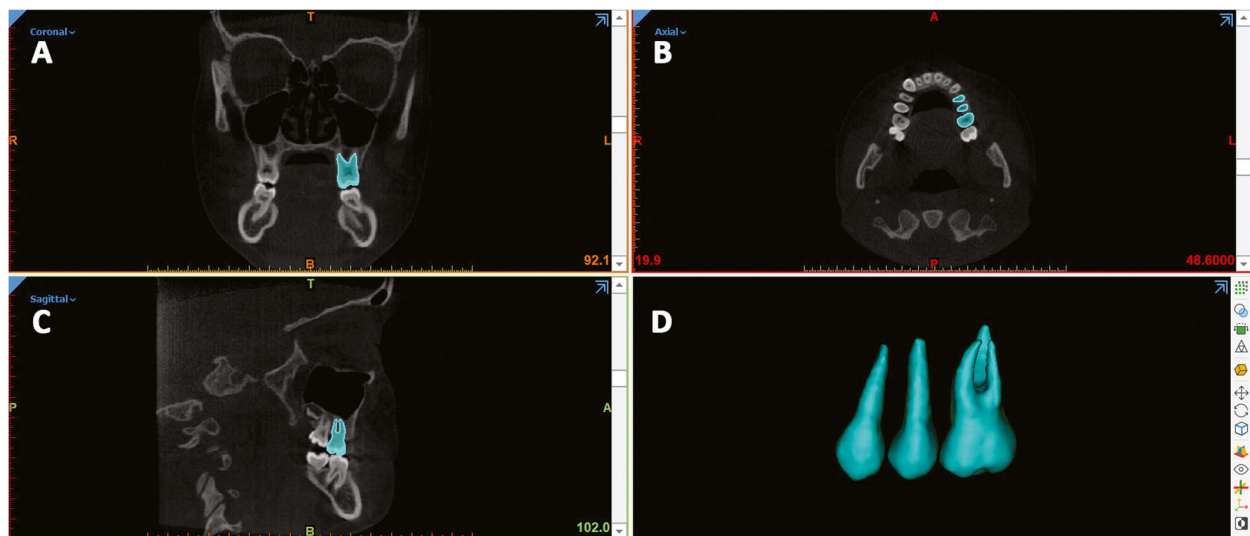 Coronal
T
A
R
L
B
92.1
Axial
A
B
R
L
19.9
P
48.6000
Sagittal
T
C
P
A
B
102.0
D